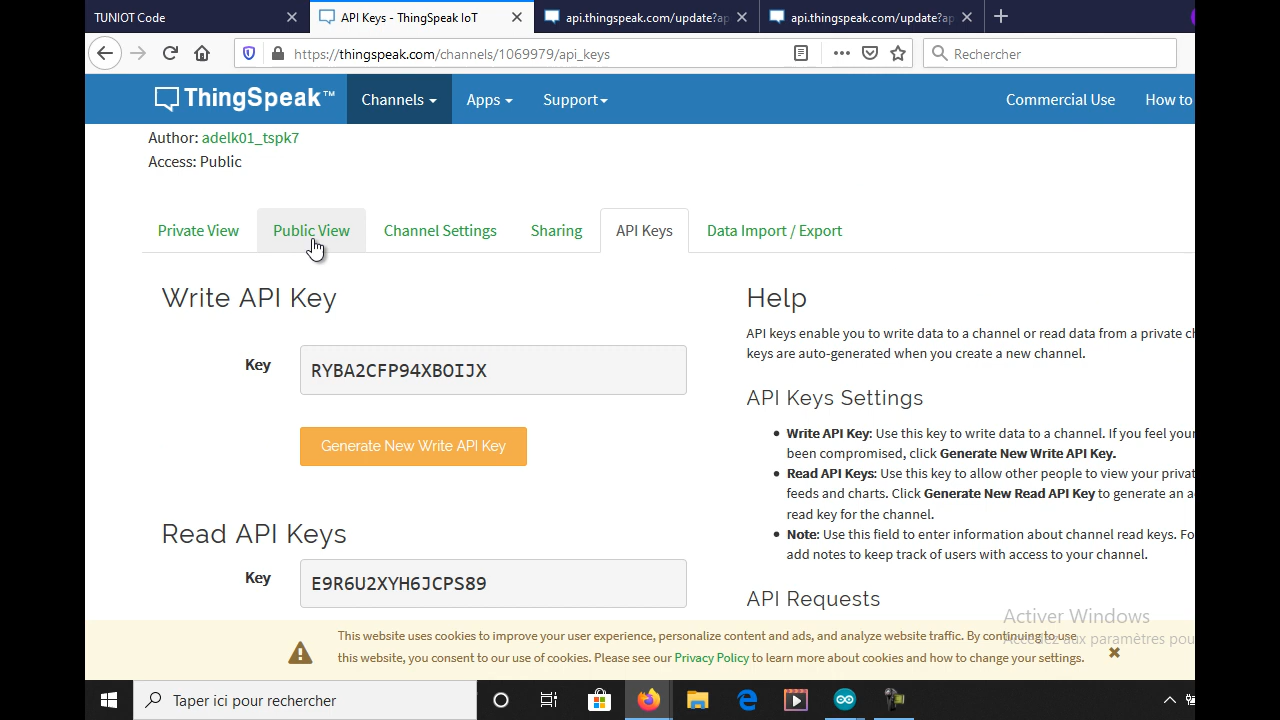 TUNIOT Code
API Keys - ThingSpeak IoT
api.thingspeak.com/update?ap
api.thingspeak.com/update?ap
https://thingspeak.com/channels/1069979/api_keys
Rechercher
ThingSpeak™
Channels
Apps
Support
Commercial Use
How to
Author: adelk01_tspk7
Access: Public
Private View
Public View
Channel Settings
Sharing
API Keys
Data Import / Export
Write API Key
Key
RYBA2CFP94XBOIJX
Generate New Write API Key
Read API Keys
Key
E9R6U2XYH6JCPS89
Help
API keys enable you to write data to a channel or read data from a private
keys are auto-generated when you create a new channel.
API Keys Settings
Write API Key: Use this key to write data to a channel. If you feel your
been compromised, click Generate New Write API Key.
Read API Keys: Use this key to allow other people to view your
feeds and charts. Click Generate New Read API Key to generate an
read key for the channel.
Note: Use this field to enter information about channel read keys.
add notes to keep track of users with access to your channel.
API Requests
Activer Windows
Accédez aux paramètres
This website uses cookies to improve your user experience, personalize content and ads, and analyze website traffic. By continuing to use
this website, you consent to our use of cookies. Please see our Privacy Policy to learn more about cookies and how to change your settings.
Taper ici pour rechercher